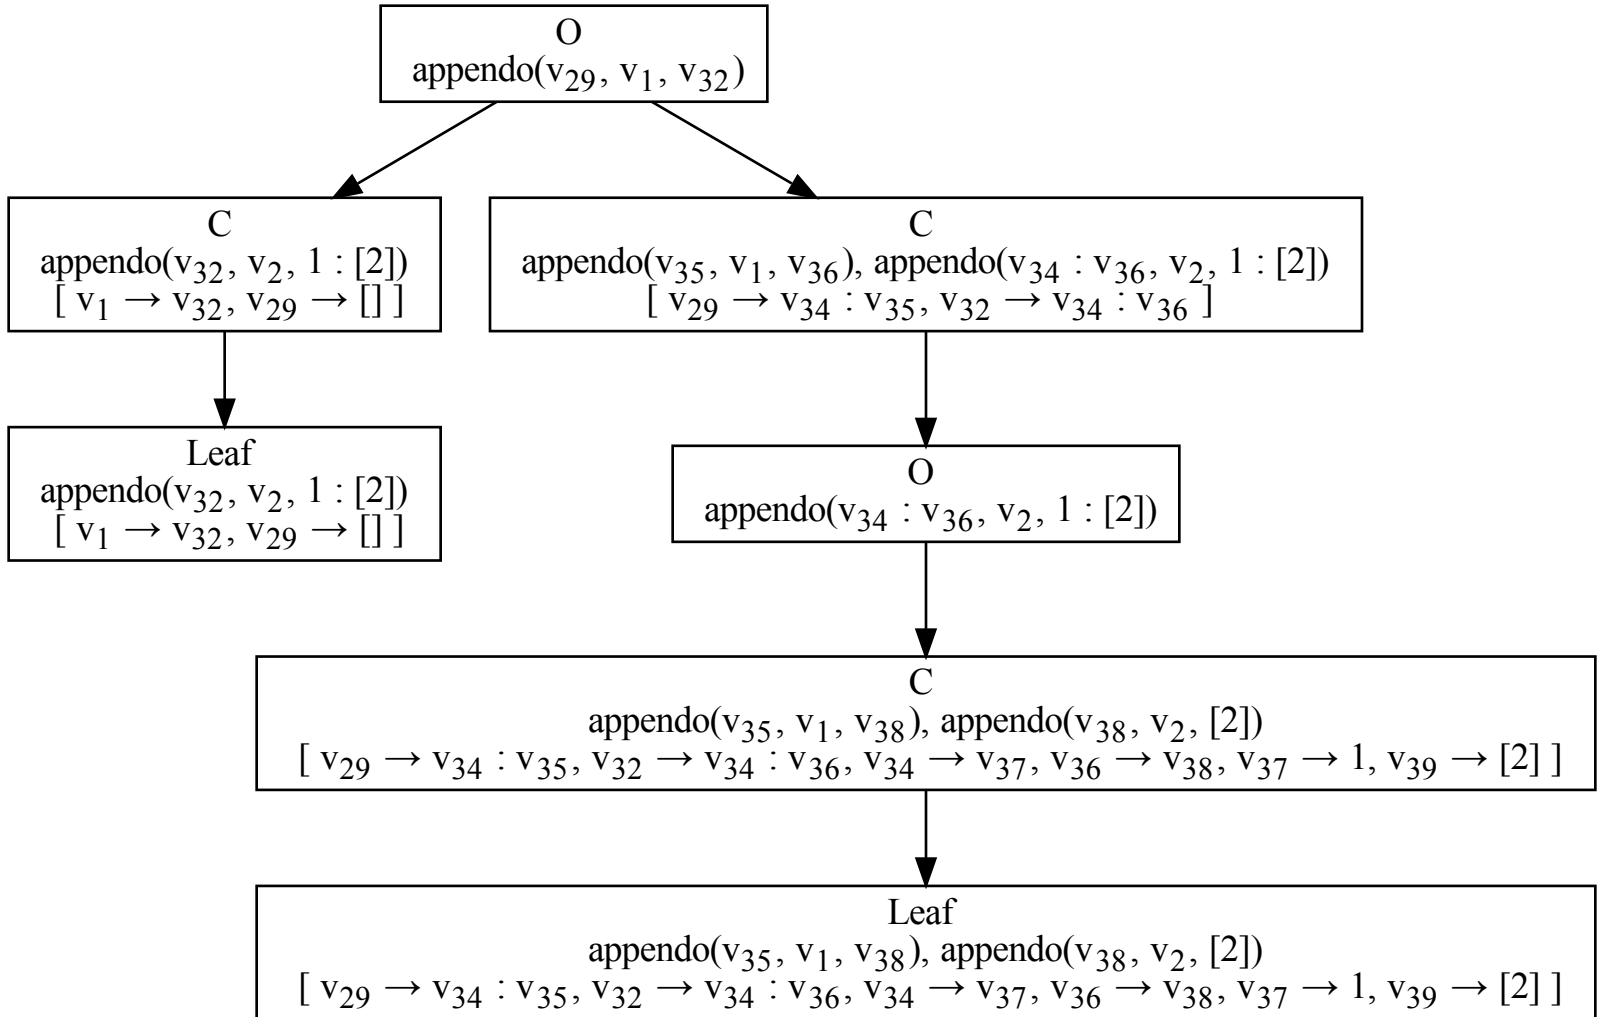 O
appendo(v₂₉, v₁, v₃₂)
C
appendo(v₃₂, v₂, 1 : [2])
[ v₁ → v₃₂, v₂₉ → [] ]
C
appendo(v₃₅, v₁, v₃₆), appendo(v₃₄ : v₃₆, v₂, 1 : [2])
[ v₂₉ → v₃₄ : v₃₅, v₃₂ → v₃₄ : v₃₆ ]
Leaf
appendo(v₃₂, v₂, 1 : [2])
[ v₁ → v₃₂, v₂₉ → [] ]
O
appendo(v₃₄ : v₃₆, v₂, 1 : [2])
C
appendo(v₃₅, v₁, v₃₈), appendo(v₃₈, v₂, [2])
[ v₂₉ → v₃₄ : v₃₅, v₃₂ → v₃₄ : v₃₆, v₃₄ → v₃₇, v₃₆ → v₃₈, v₃₇ → 1, v₃₉ → [2] ]
Leaf
appendo(v₃₅, v₁, v₃₈), appendo(v₃₈, v₂, [2])
[ v₂₉ → v₃₄ : v₃₅, v₃₂ → v₃₄ : v₃₆, v₃₄ → v₃₇, v₃₆ → v₃₈, v₃₇ → 1, v₃₉ → [2] ]